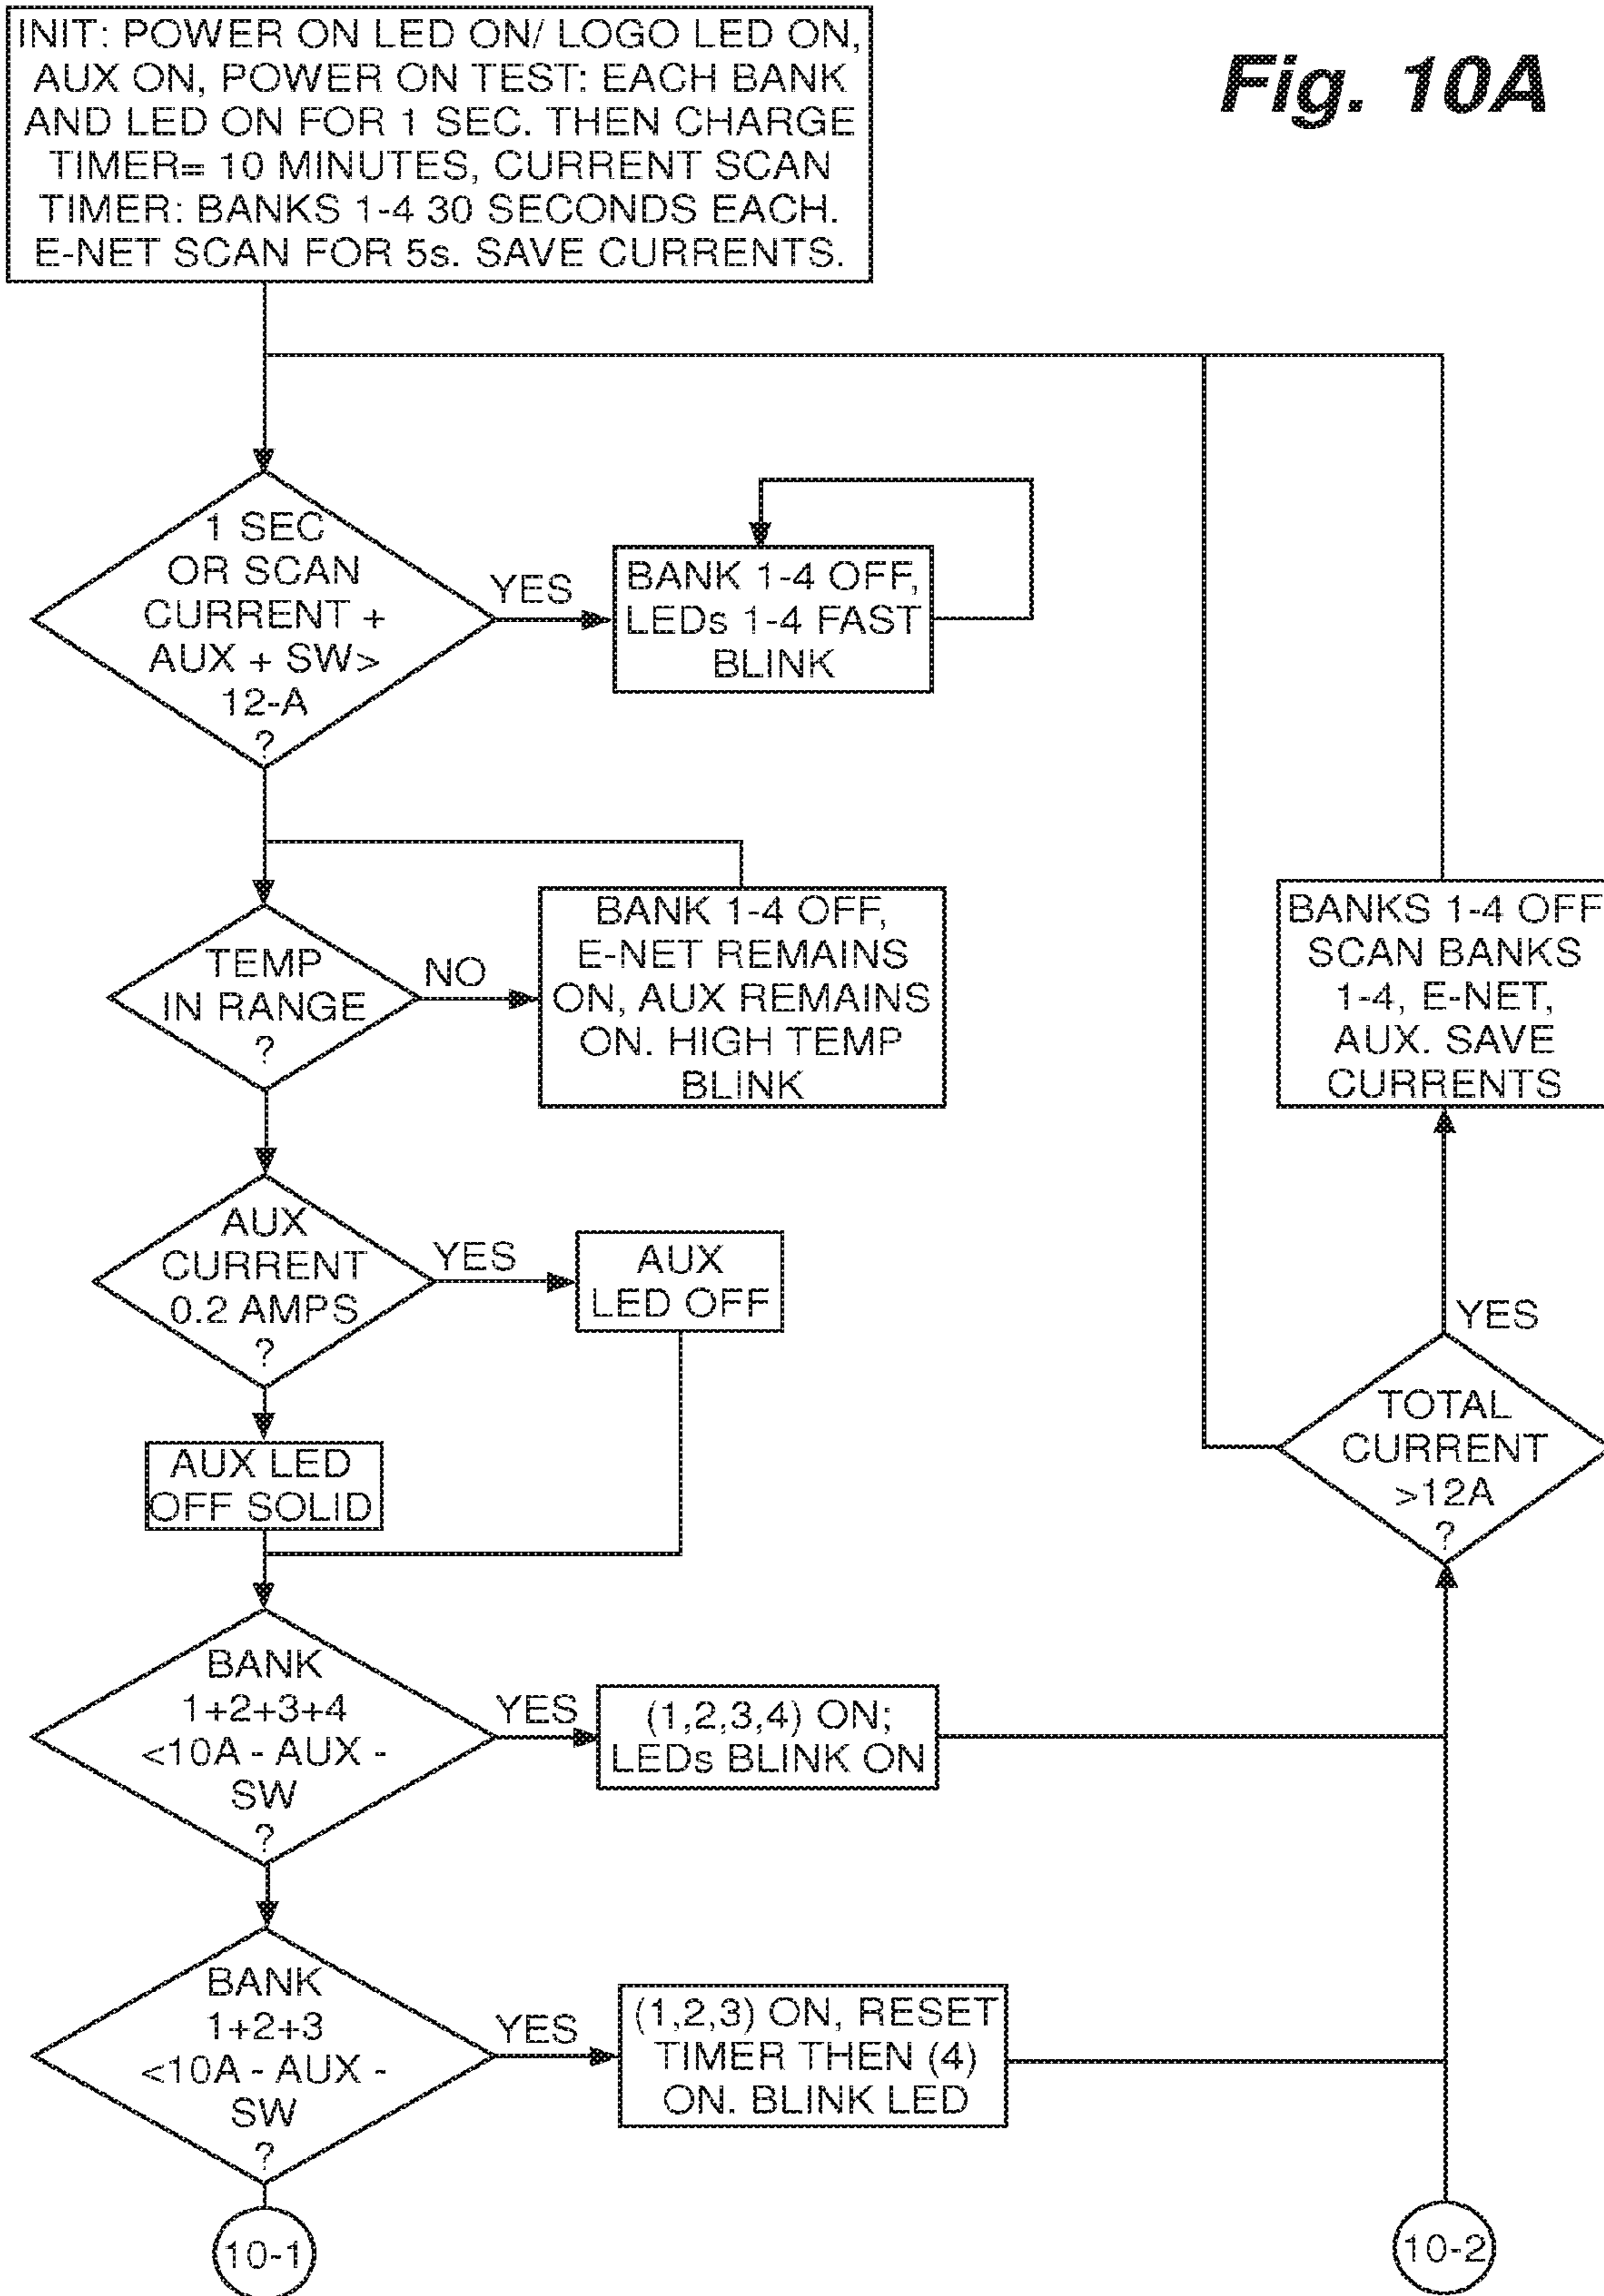 Fig. 10A
INIT: POWER ON LED ON/ LOGO LED ON,
AUX ON, POWER ON TEST: EACH BANK
AND LED ON FOR 1 SEC. THEN CHARGE
TIMER= 10 MINUTES, CURRENT SCAN
TIMER: BANKS 1-4 30 SECONDS EACH.
E-NET SCAN FOR 5s. SAVE CURRENTS.
1 SEC
OR SCAN
CURRENT +
AUX + SW>
12-A
?
YES
BANK 1-4 OFF,
LEDs 1-4 FAST
BLINK
TEMP
IN RANGE
?
NO
BANK 1-4 OFF,
E-NET REMAINS
ON, AUX REMAINS
ON. HIGH TEMP
BLINK
BANKS 1-4 OFF
SCAN BANKS
1-4, E-NET,
AUX. SAVE
CURRENTS
AUX
CURRENT
0.2 AMPS
?
YES
AUX
LED OFF
YES
TOTAL
CURRENT
>12A
?
AUX LED
OFF SOLID
BANK
1+2+3+4
<10A - AUX -
SW
?
YES
(1,2,3,4) ON;
LEDs BLINK ON
BANK
1+2+3
<10A - AUX -
SW
?
YES
(1,2,3) ON, RESET
TIMER THEN (4)
ON. BLINK LED
10-1
10-2